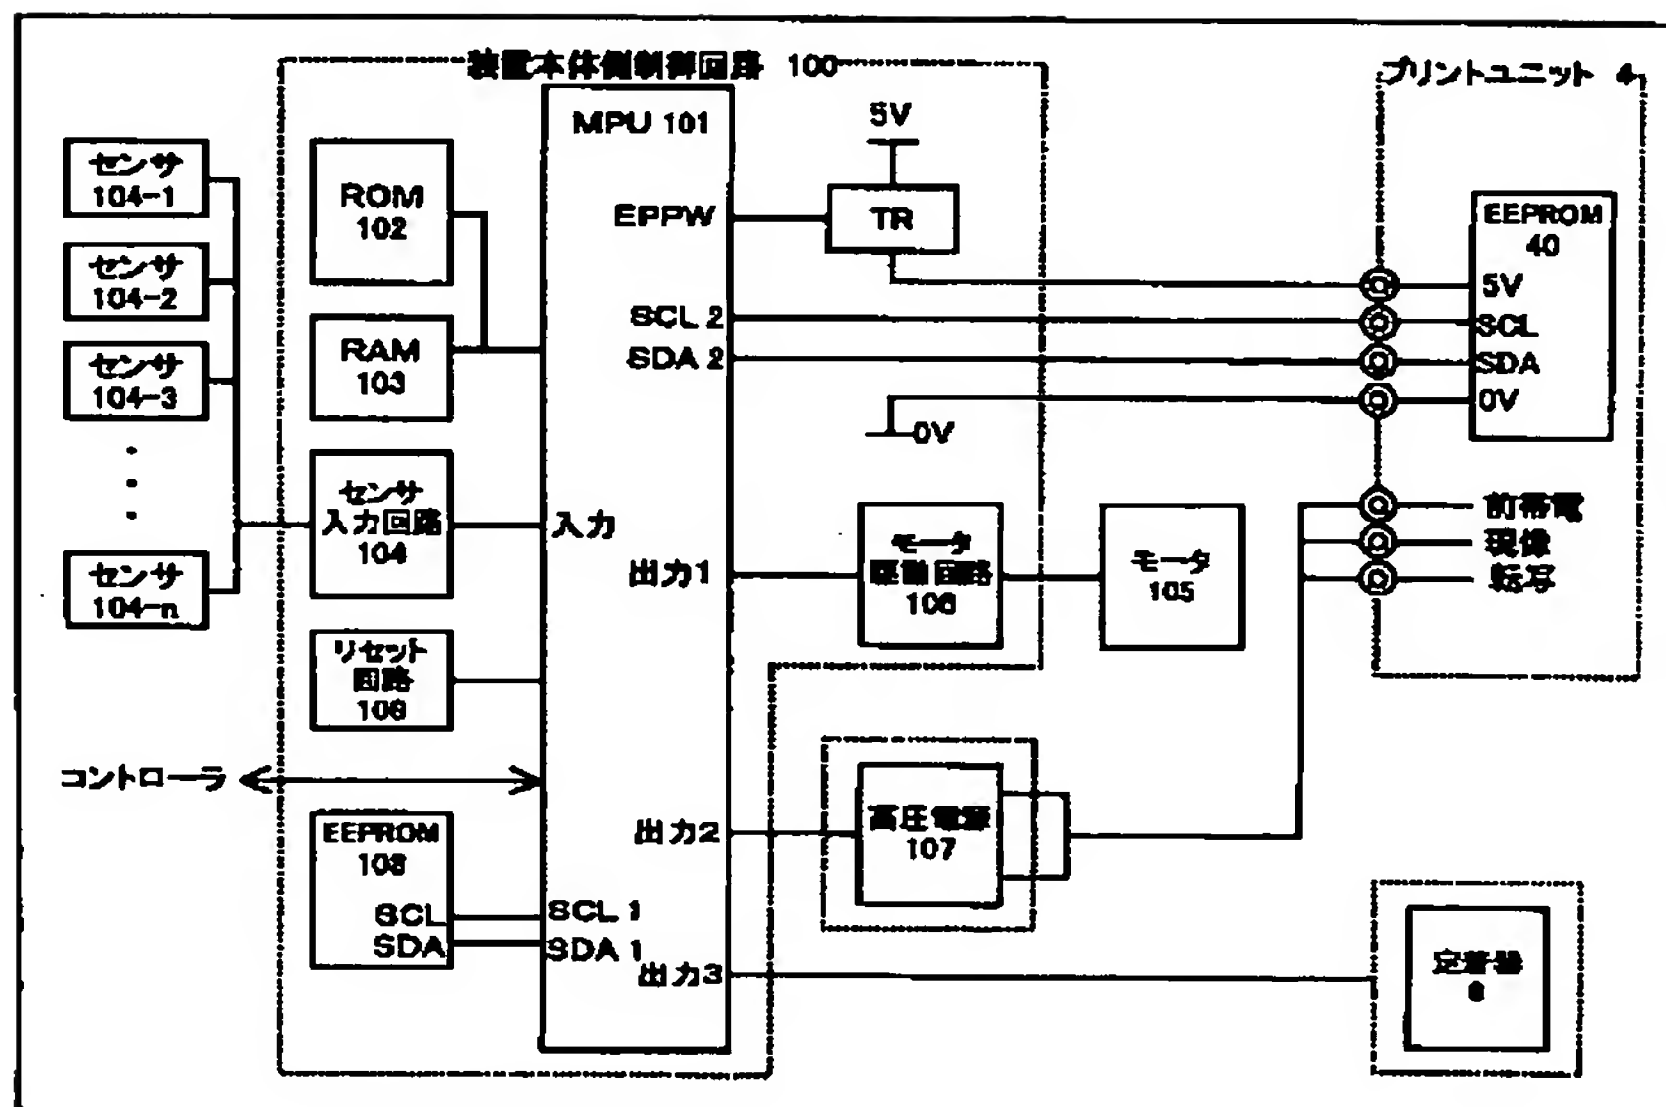 装置本体側制御回路 100
プリントユニット 4
MPU 101
5V
センサ
104-1
ROM
102
EPPW
TR
EEPROM
40
センサ
104-2
5V
SCL 2
SCL
RAM
103
SDA 2
SDA
センサ
104-3
0V
0V
センサ
入力回路
104
入力
前帯電
現像
転写
出力1
モータ
駆動回路
106
モータ
105
センサ
104-n
リセット
回路
コントローラ
EEPROM
108
SCL
SDA
出力2
高圧電源
107
SCL 1
SDA 1
出力3
定着器